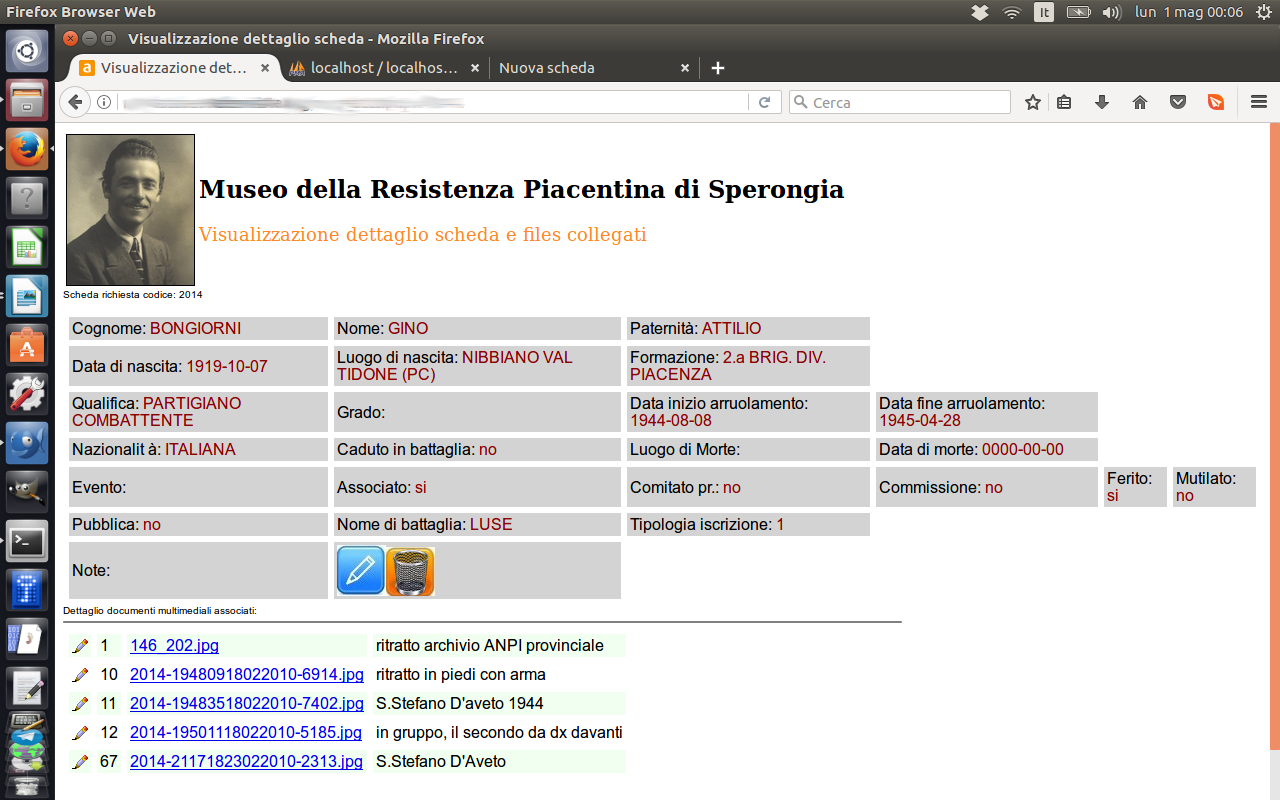 Firefox Browser Web
It
lun 1 mag 00:06
Visualizzazione dettaglio scheda - Mozilla Firefox
Visualizzazione det…
localhost / localhos…
Nuova scheda
Cerca
Museo della Resistenza Piacentina di Sperongia
Visualizzazione dettaglio scheda e files collegati
Scheda richiesta codice: 2014
Cognome: BONGIORNI
Nome: GINO
Paternità: ATTILIO
Data di nascita: 1919-10-07
Luogo di nascita: NIBBIANO VAL
TIDONE (PC)
Formazione: 2.a BRIG. DIV.
PIACENZA
Qualifica: PARTIGIANO
COMBATTENTE
Grado:
Data inizio arruolamento:
1944-08-08
Data fine arruolamento:
1945-04-28
Nazionalit à: ITALIANA
Caduto in battaglia: no
Luogo di Morte:
Data di morte: 0000-00-00
Evento:
Associato: si
Comitato pr.: no
Commissione: no
Ferito:
si
Mutilato:
no
Pubblica: no
Nome di battaglia: LUSE
Tipologia iscrizione: 1
Note:
Dettaglio documenti multimediali associati:
1 146_202.jpg ritratto archivio ANPI provinciale
10 2014-19480918022010-6914.jpg ritratto in piedi con arma
11 2014-19483518022010-7402.jpg S.Stefano D'aveto 1944
12 2014-19501118022010-5185.jpg in gruppo, il secondo da dx davanti
67 2014-21171823022010-2313.jpg S.Stefano D'Aveto